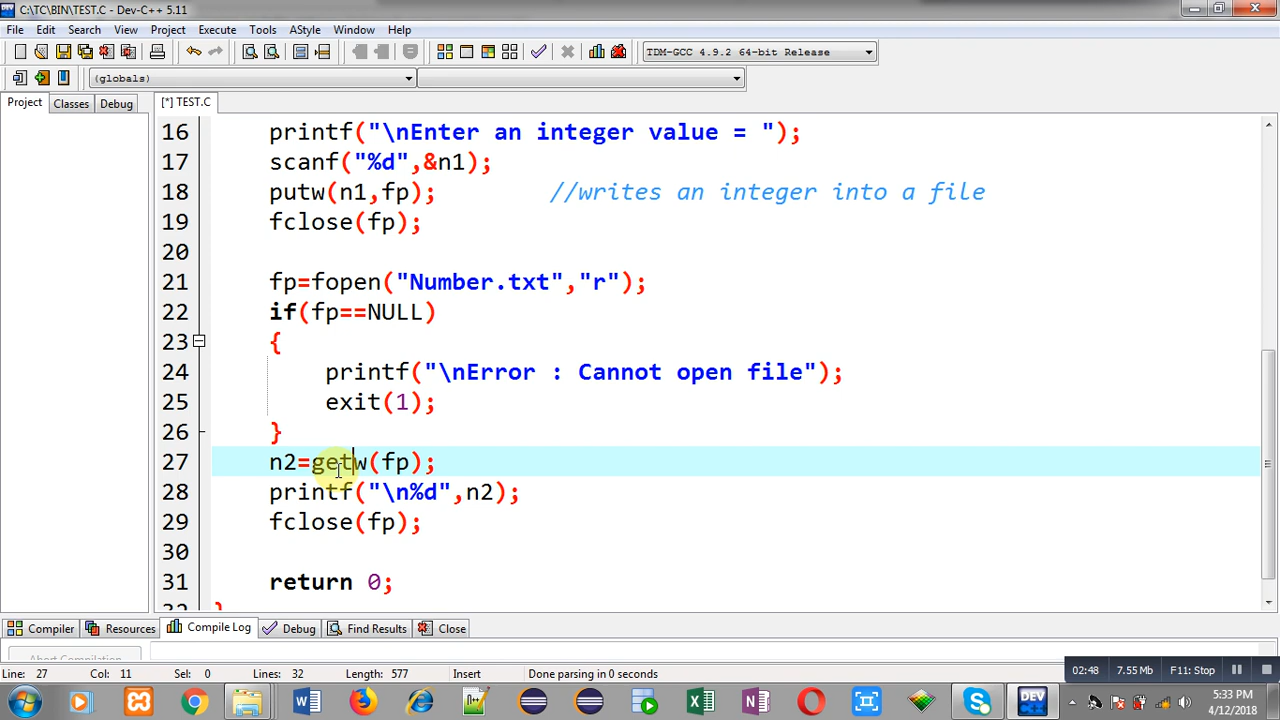 C:\TC\BIN\TEST.C - Dev-C++ 5.11
File Edit Search View Project Execute Tools AStyle Window Help
TDM-GCC 4.9.2 64-bit Release
(globals)
Project Classes Debug [*] TEST.C
16 printf("\nEnter an integer value = ");
17 scanf("%d",&n1);
18 putw(n1,fp); //writes an integer into a file
19 fclose(fp);
20
21 fp=fopen("Number.txt","r");
22 if(fp==NULL)
23 {
24 printf("\nError : Cannot open file");
25 exit(1);
26 }
27 n2=getw(fp);
28 printf("\n%d",n2);
29 fclose(fp);
30
31 return 0;
32 }
Compiler Resources Compile Log Debug Find Results Close
Abort Compilation
Line: 27 Col: 11 Sel: 0 Lines: 32 Length: 577 Insert Done parsing in 0 seconds
02:48 7.55 Mb F11: Stop
5:33 PM
4/12/2018